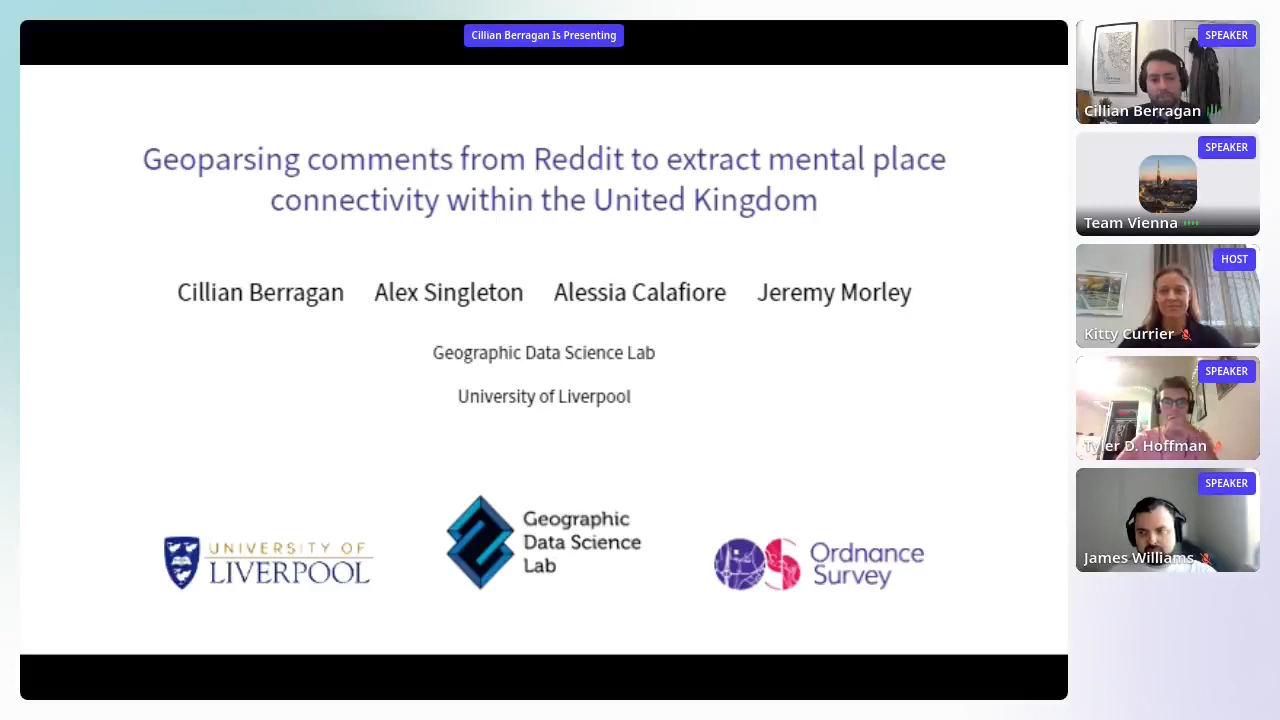 Cillian Berragan Is Presenting
Geoparsing comments from Reddit to extract mental place
connectivity within the United Kingdom
Cillian Berragan Alex Singleton Alessia Calafiore Jeremy Morley
Geographic Data Science Lab
University of Liverpool
UNIVERSITY OF
LIVERPOOL
Geographic
Data Science
Lab
Ordnance
Survey
SPEAKER
Cillian Berragan
SPEAKER
Team Vienna
HOST
Kitty Currier
SPEAKER
Tyler D. Hoffman
SPEAKER
James Williams